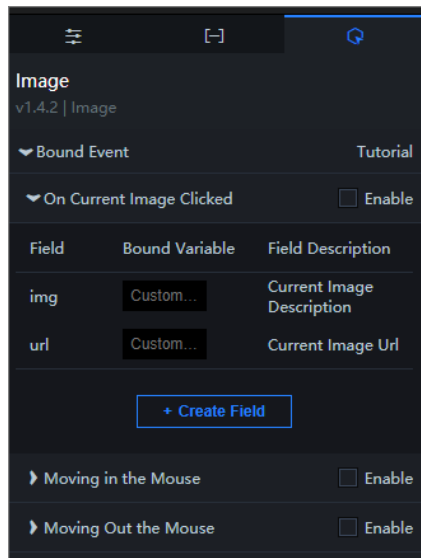 Image
v1.4.2 | Image
Bound Event Tutorial
On Current Image Clicked Enable
Field Bound Variable Field Description
img Custom... Current Image
Description
url Custom... Current Image Url
+ Create Field
Moving in the Mouse Enable
Moving Out the Mouse Enable